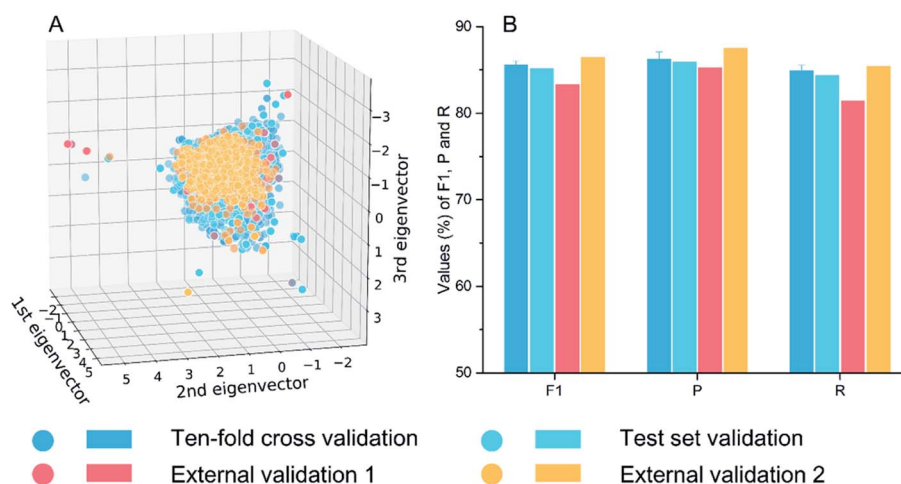 A
−3
−2
−1
0
1
2
3
3rd eigenvector
−2
−1
0
1
2
3
4
5
1st eigenvector
5 4 3 2 1 0 −1 −2
2nd eigenvector
B
90
80
70
60
50
Values (%) of F1, P and R
F1 P R
Ten-fold cross validation Test set validation
External validation 1 External validation 2